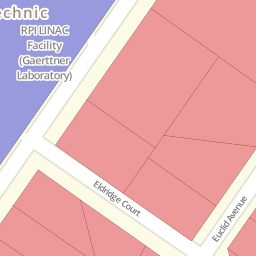 echnic
RPI LINAC
Facility
(Gaerttner
Laboratory)
Eldridge Court
Euclid Avenue